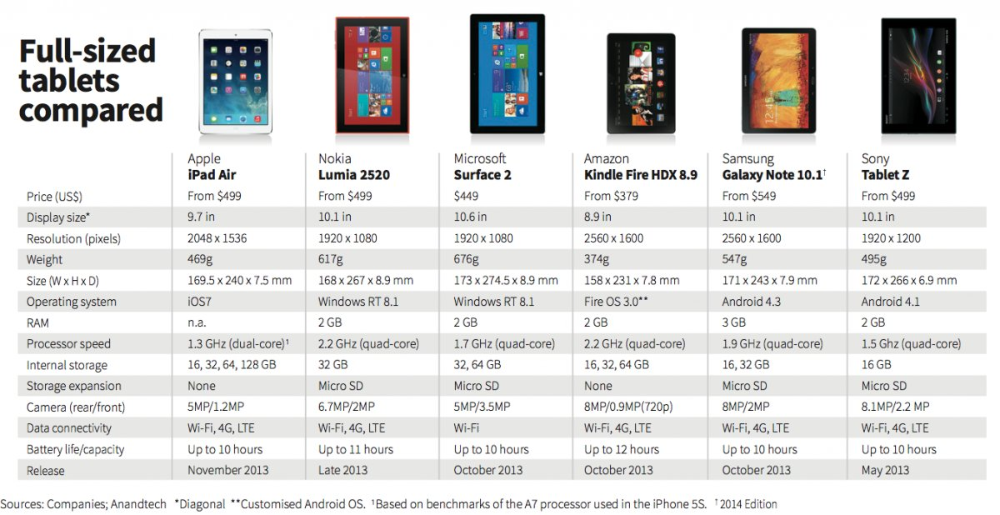 Full-sized
tablets
compared
Apple Nokia Microsoft Amazon Samsung Sony
iPad Air Lumia 2520 Surface 2 Kindle Fire HDX 8.9 Galaxy Note 10.1† Tablet Z
Price (US$) From $499 From $499 $449 From $379 From $549 From $499
Display size* 9.7 in 10.1 in 10.6 in 8.9 in 10.1 in 10.1 in
Resolution (pixels) 2048 x 1536 1920 x 1080 1920 x 1080 2560 x 1600 2560 x 1600 1920 x 1200
Weight 469g 617g 676g 374g 547g 495g
Size (W x H x D) 169.5 x 240 x 7.5 mm 168 x 267 x 8.9 mm 173 x 274.5 x 8.9 mm 158 x 231 x 7.8 mm 171 x 243 x 7.9 mm 172 x 266 x 6.9 mm
Operating system iOS7 Windows RT 8.1 Windows RT 8.1 Fire OS 3.0** Android 4.3 Android 4.1
RAM n.a. 2 GB 2 GB 2 GB 3 GB 2 GB
Processor speed 1.3 GHz (dual-core)¹ 2.2 GHz (quad-core) 1.7 GHz (quad-core) 2.2 GHz (quad-core) 1.9 GHz (quad-core) 1.5 Ghz (quad-core)
Internal storage 16, 32, 64, 128 GB 32 GB 32, 64 GB 16, 32, 64 GB 16, 32 GB 16 GB
Storage expansion None Micro SD Micro SD None Micro SD Micro SD
Camera (rear/front) 5MP/1.2MP 6.7MP/2MP 5MP/3.5MP 8MP/0.9MP(720p) 8MP/2MP 8.1MP/2.2 MP
Data connectivity Wi-Fi, 4G, LTE Wi-Fi, 4G, LTE Wi-Fi Wi-Fi, 4G, LTE Wi-Fi, 4G, LTE Wi-Fi, 4G, LTE
Battery life/capacity Up to 10 hours Up to 11 hours Up to 10 hours Up to 12 hours Up to 10 hours Up to 10 hours
Release November 2013 Late 2013 October 2013 October 2013 October 2013 May 2013
Sources: Companies; Anandtech *Diagonal **Customised Android OS. ¹Based on benchmarks of the A7 processor used in the iPhone 5S. †2014 Edition